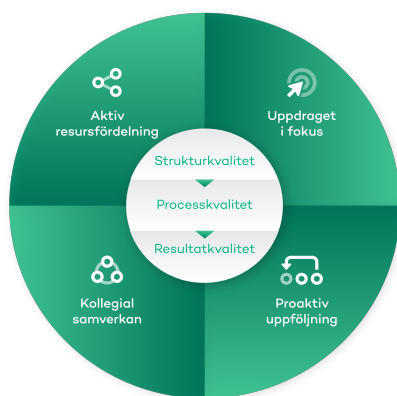 Aktiv
resursfördelning
Uppdraget
i fokus
Strukturkvalitet
Processkvalitet
Resultatkvalitet
Kollegial
samverkan
Proaktiv
uppföljning